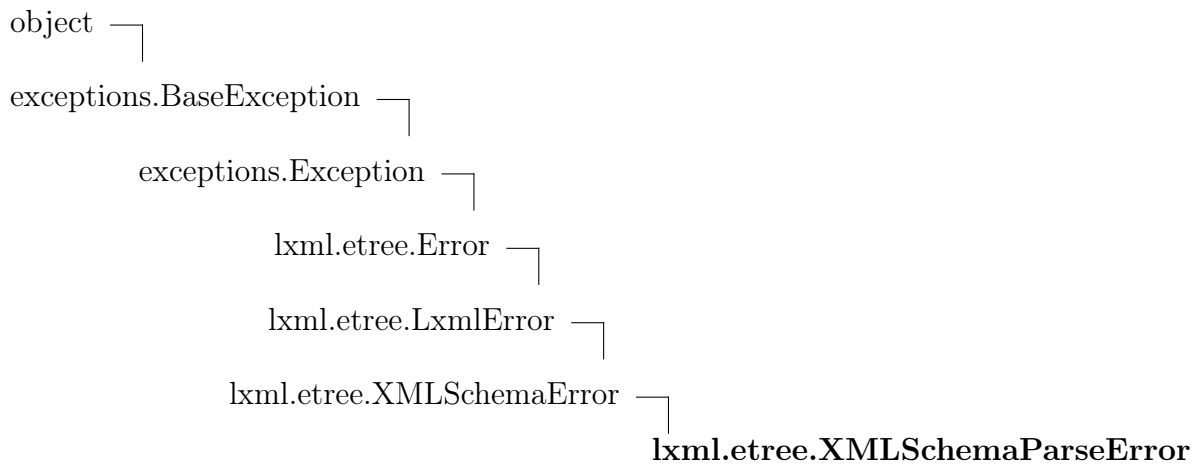 object
exceptions.BaseException
exceptions.Exception
lxml.etree.Error
lxml.etree.LxmlError
lxml.etree.XMLSchemaError
lxml.etree.XMLSchemaParseError